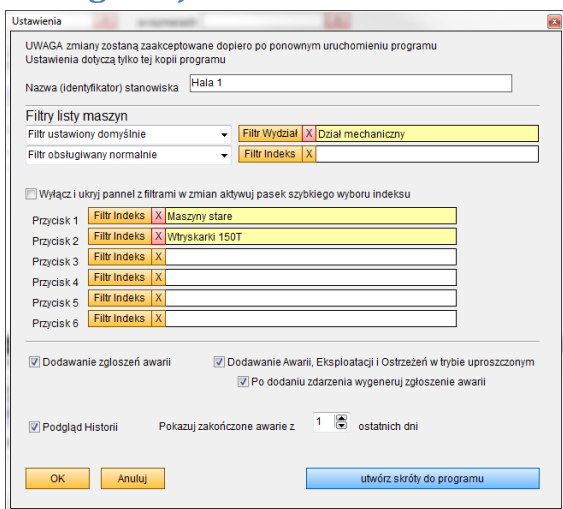 Ustawienia
UWAGA zmiany zostaną zaakceptowane dopiero po ponownym uruchomieniu programu
Ustawienia dotyczą tylko tej kopii programu
Nazwa (identyfikator) stanowiska Hala 1
Filtry listy maszyn
Filtr ustawiony domyślnie Filtr Wydział X Dział mechaniczny
Filtr obsługiwany normalnie Filtr Indeks X
Wyłącz i ukryj pannel z filtrami w zmian aktywuj pasek szybkiego wyboru indeksu
Przycisk 1 Filtr Indeks X Maszyny stare
Przycisk 2 Filtr Indeks X Wtryskarki 150T
Przycisk 3 Filtr Indeks X
Przycisk 4 Filtr Indeks X
Przycisk 5 Filtr Indeks X
Przycisk 6 Filtr Indeks X
Dodawanie zgloszeń awarii Dodawanie Awarii, Eksploatacji i Ostrzeżeń w trybie uproszczonym
Po dodaniu zdarzenia wygeneruj zgłoszenie awarii
Podgląd Historii Pokazuj zakończone awarie z 1 ostatnich dni
OK Anuluj utwórz skróty do programu